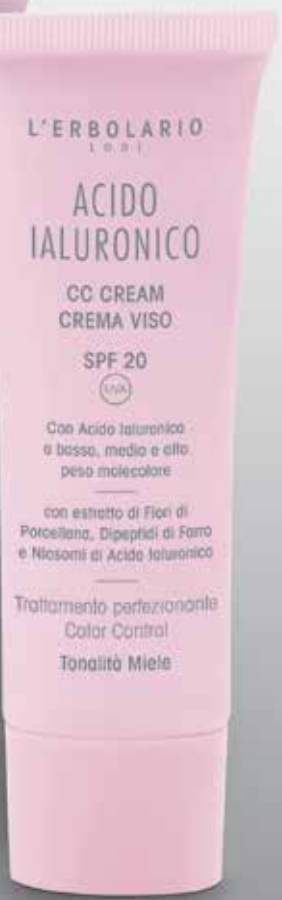 L'ERBOLARIO
LODI
ACIDO
IALURONICO
CC CREAM
CREMA VISO
SPF 20
UVA
Con Acido Ialuronico
a basso, medio e alto
peso molecolare
con estratto di Fiori di
Porcellana, Dipeptidi di Farro
e Niosomi di Acido Ialuronico
Trattamento perfezionante
Color Control
Tonalità Miele